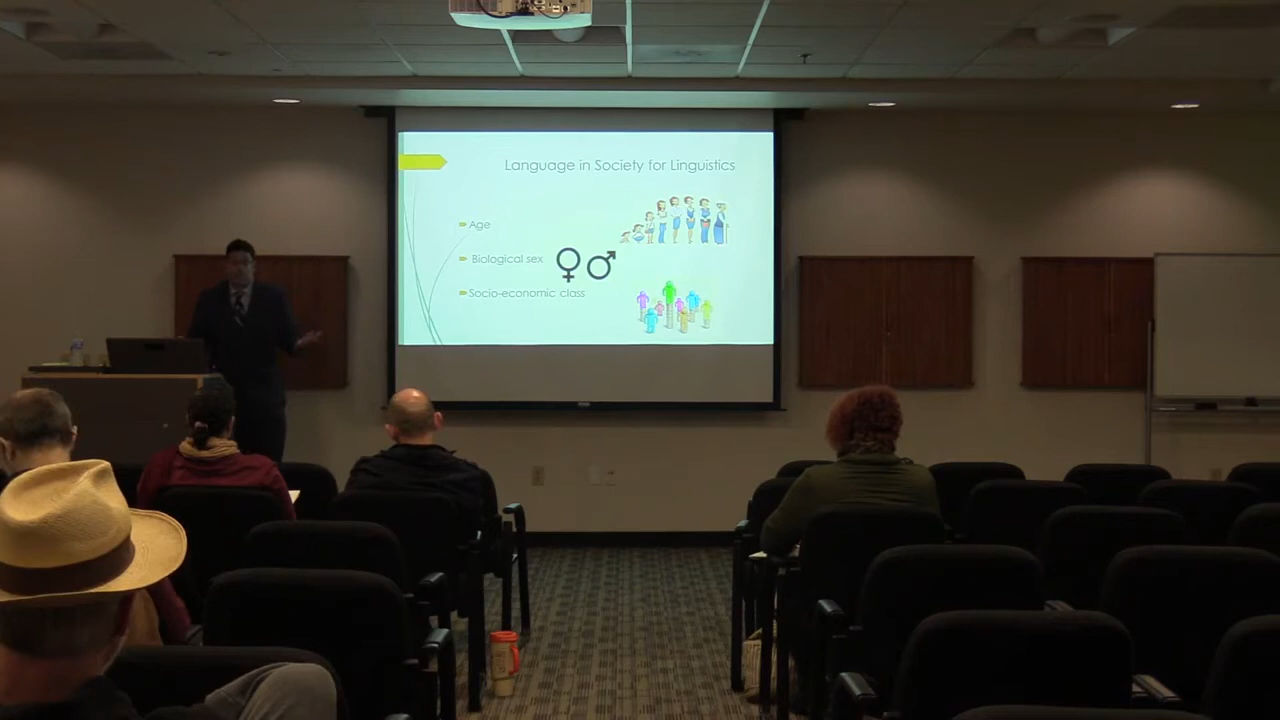 Language in Society for Linguistics
Age
Biological sex
Socio-economic class